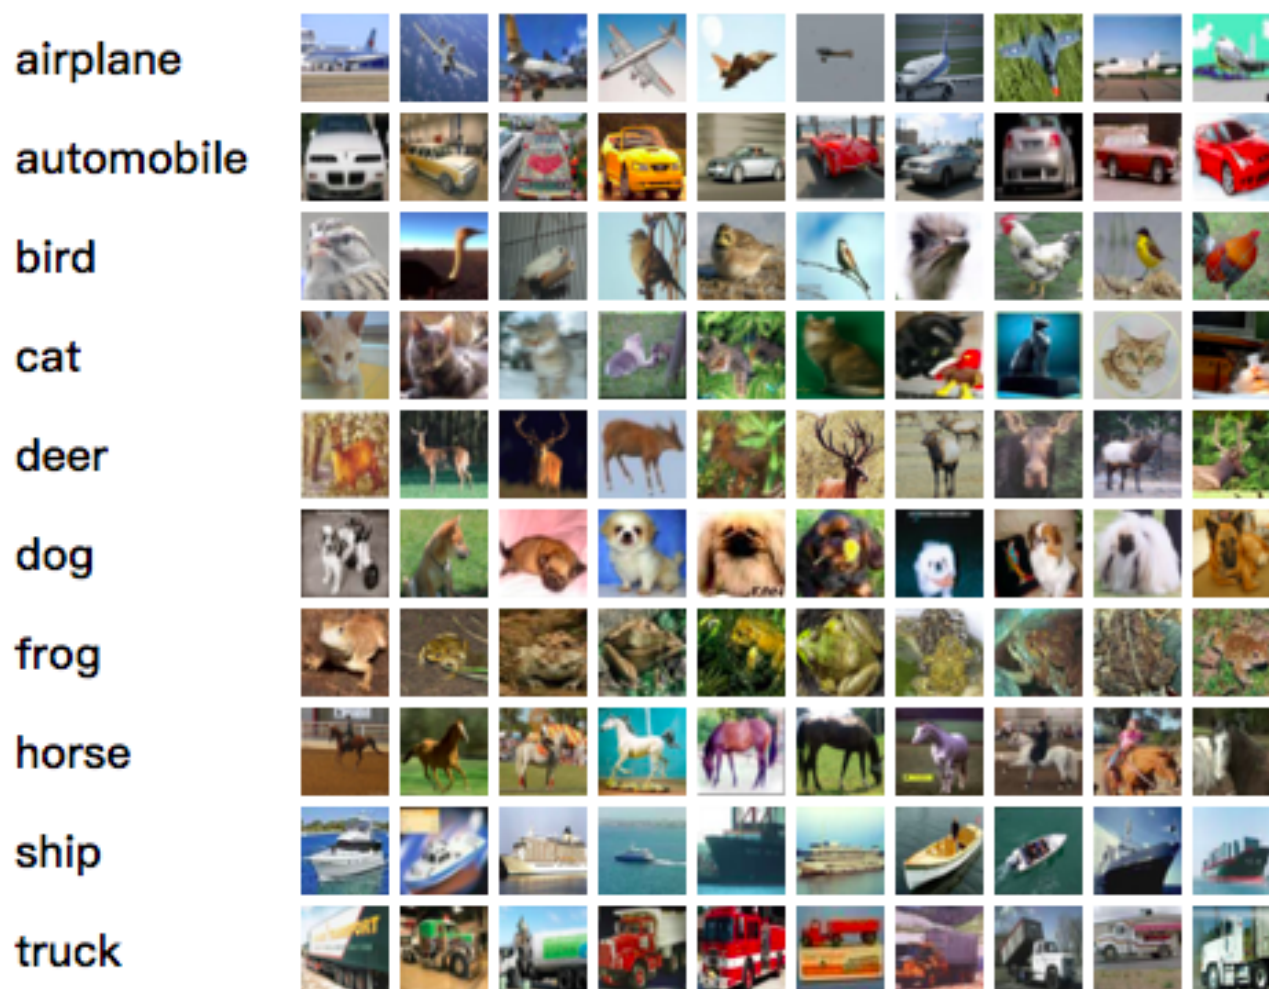 airplane
automobile
bird
cat
deer
dog
frog
horse
ship
truck